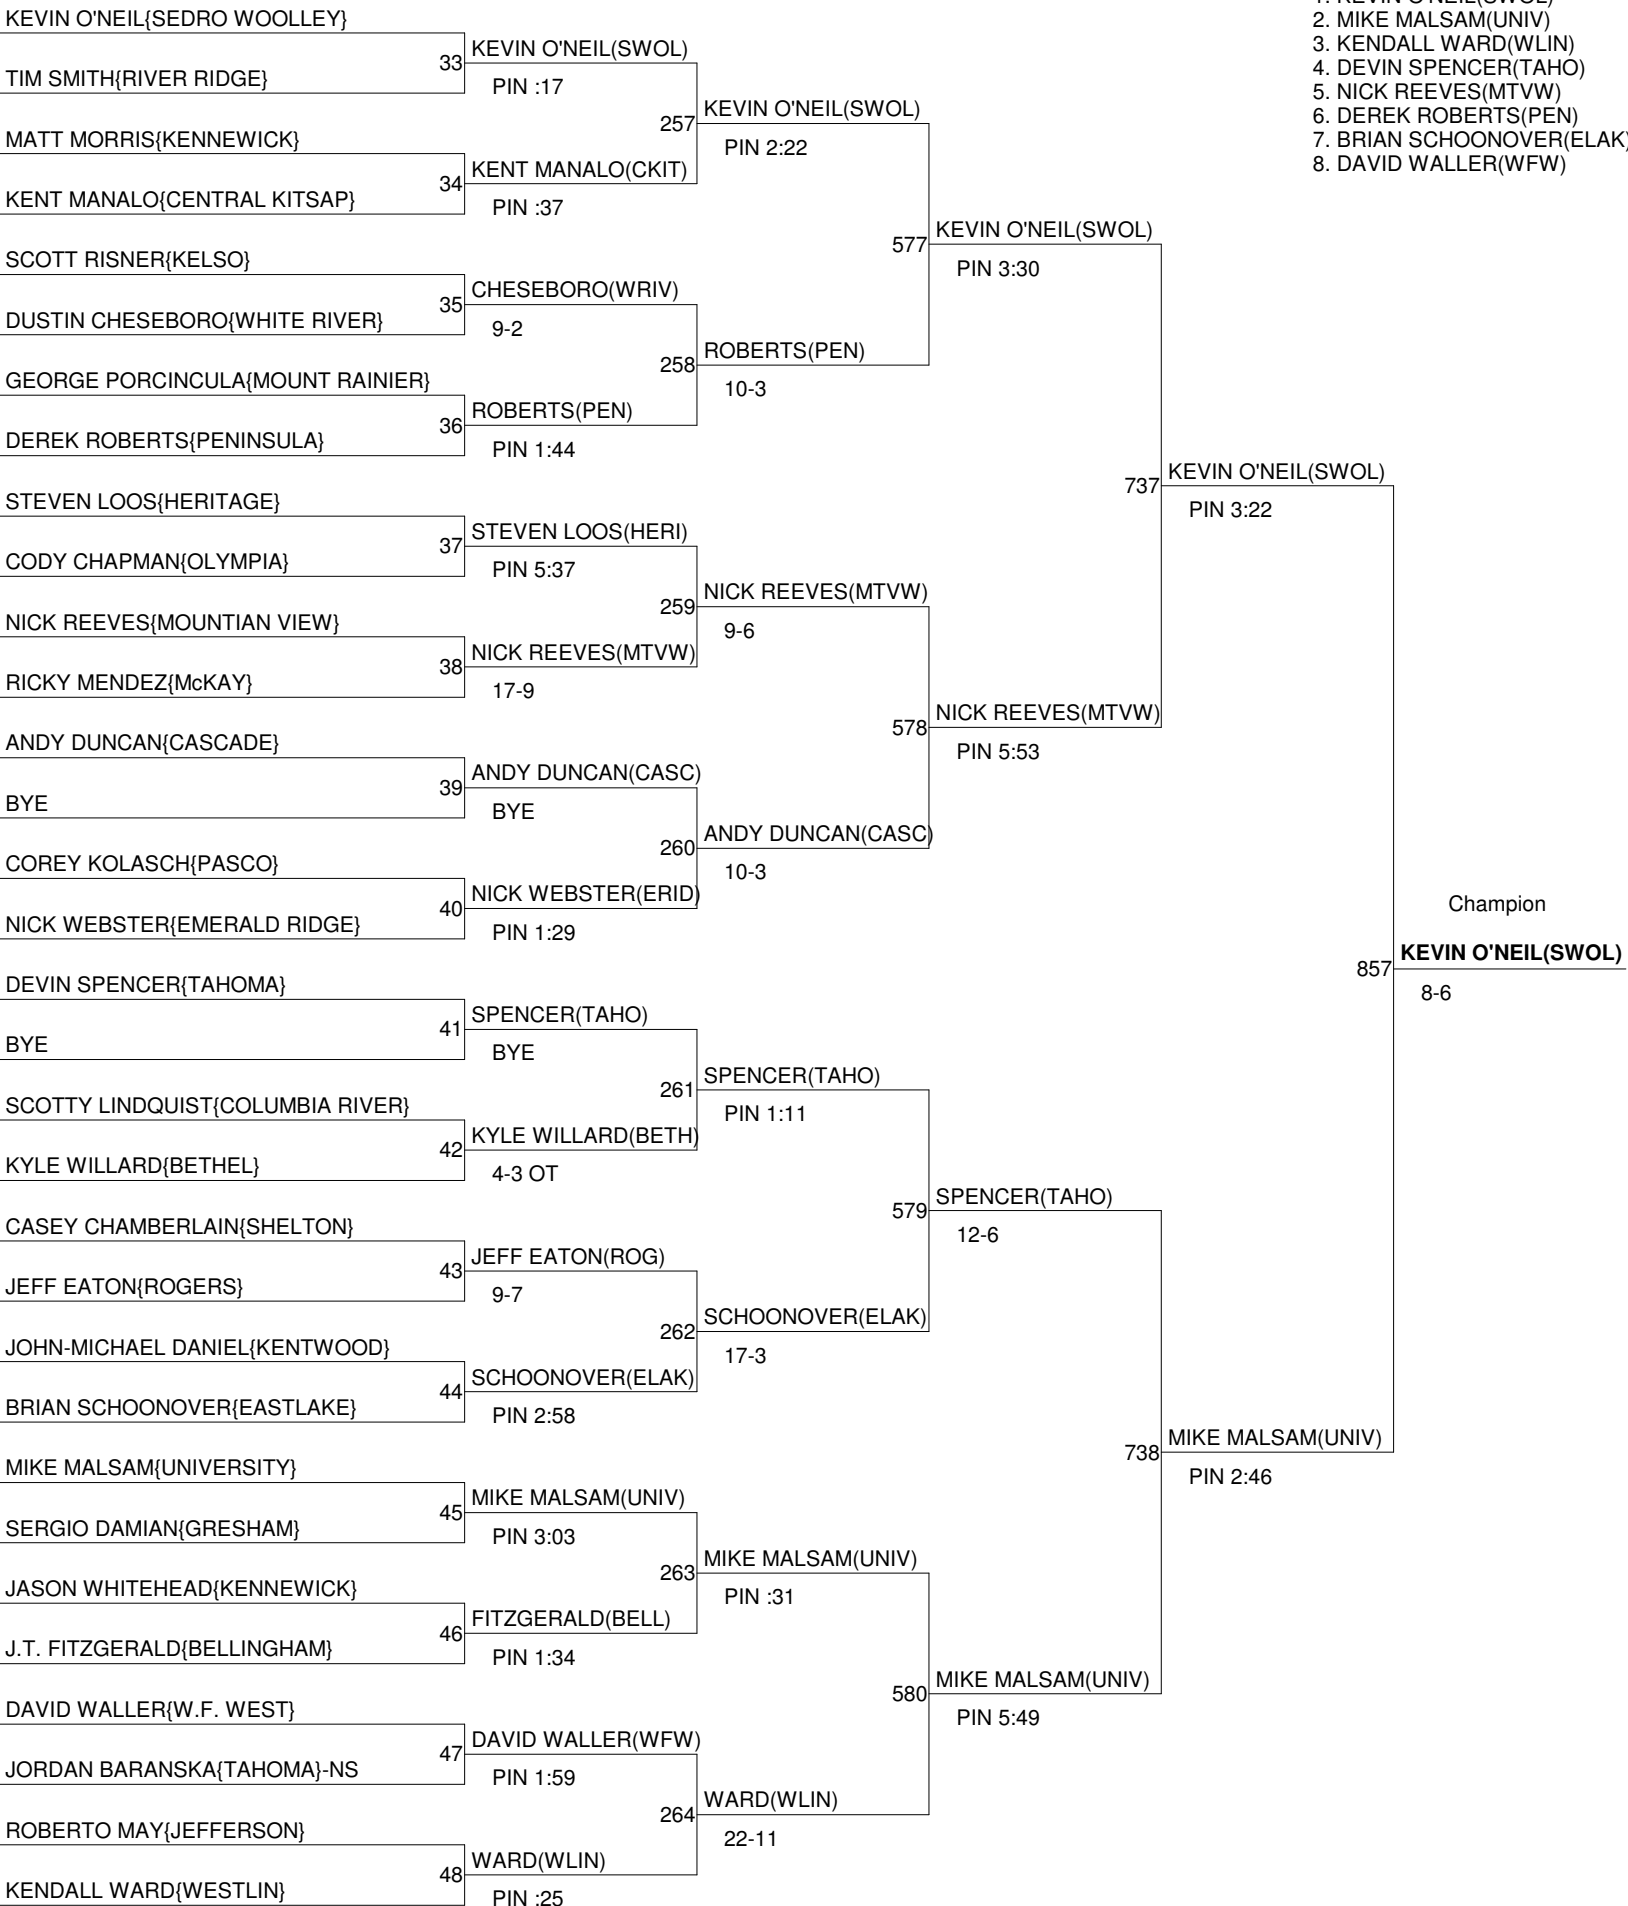 KEVIN O'NEIL{SEDRO WOOLLEY}
TIM SMITH{RIVER RIDGE}
MATT MORRIS{KENNEWICK}
KENT MANALO{CENTRAL KITSAP}
SCOTT RISNER{KELSO}
DUSTIN CHESEBORO{WHITE RIVER}
GEORGE PORCINCULA{MOUNT RAINIER}
DEREK ROBERTS{PENINSULA}
STEVEN LOOS{HERITAGE}
CODY CHAPMAN{OLYMPIA}
NICK REEVES{MOUNTIAN VIEW}
RICKY MENDEZ{McKAY}
ANDY DUNCAN{CASCADE}
BYE
COREY KOLASCH{PASCO}
NICK WEBSTER{EMERALD RIDGE}
DEVIN SPENCER{TAHOMA}
BYE
SCOTTY LINDQUIST{COLUMBIA RIVER}
KYLE WILLARD{BETHEL}
CASEY CHAMBERLAIN{SHELTON}
JEFF EATON{ROGERS}
JOHN-MICHAEL DANIEL{KENTWOOD}
BRIAN SCHOONOVER{EASTLAKE}
MIKE MALSAM{UNIVERSITY}
SERGIO DAMIAN{GRESHAM}
JASON WHITEHEAD{KENNEWICK}
J.T. FITZGERALD{BELLINGHAM}
DAVID WALLER{W.F. WEST}
JORDAN BARANSKA{TAHOMA}-NS
ROBERTO MAY{JEFFERSON}
KENDALL WARD{WESTLIN}
33 KEVIN O'NEIL(SWOL)
PIN :17
34 KENT MANALO(CKIT)
PIN :37
35 CHESEBORO(WRIV)
9-2
36 ROBERTS(PEN)
PIN 1:44
37 STEVEN LOOS(HERI)
PIN 5:37
38 NICK REEVES(MTVW)
17-9
39 ANDY DUNCAN(CASC)
BYE
40 NICK WEBSTER(ERID)
PIN 1:29
41 SPENCER(TAHO)
BYE
42 KYLE WILLARD(BETH)
4-3 OT
43 JEFF EATON(ROG)
9-7
44 SCHOONOVER(ELAK)
PIN 2:58
45 MIKE MALSAM(UNIV)
PIN 3:03
46 FITZGERALD(BELL)
PIN 1:34
47 DAVID WALLER(WFW)
PIN 1:59
48 WARD(WLIN)
PIN :25
257 KEVIN O'NEIL(SWOL)
PIN 2:22
258 ROBERTS(PEN)
10-3
259 NICK REEVES(MTVW)
9-6
260 ANDY DUNCAN(CASC)
10-3
261 SPENCER(TAHO)
PIN 1:11
262 SCHOONOVER(ELAK)
17-3
263 MIKE MALSAM(UNIV)
PIN :31
264 WARD(WLIN)
22-11
577 KEVIN O'NEIL(SWOL)
PIN 3:30
578 NICK REEVES(MTVW)
PIN 5:53
579 SPENCER(TAHO)
12-6
580 MIKE MALSAM(UNIV)
PIN 5:49
737 KEVIN O'NEIL(SWOL)
PIN 3:22
738 MIKE MALSAM(UNIV)
PIN 2:46
Champion
857 KEVIN O'NEIL(SWOL)
8-6
1. KEVIN O'NEIL(SWOL)
2. MIKE MALSAM(UNIV)
3. KENDALL WARD(WLIN)
4. DEVIN SPENCER(TAHO)
5. NICK REEVES(MTVW)
6. DEREK ROBERTS(PEN)
7. BRIAN SCHOONOVER(ELAK)
8. DAVID WALLER(WFW)